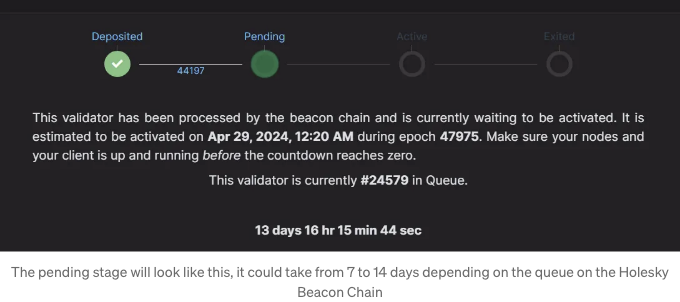 Deposited Pending Active Exited
44197
This validator has been processed by the beacon chain and is currently waiting to be activated. It is
estimated to be activated on Apr 29, 2024, 12:20 AM during epoch 47975. Make sure your nodes and
your client is up and running before the countdown reaches zero.
This validator is currently #24579 in Queue.
13 days 16 hr 15 min 44 sec
The pending stage will look like this, it could take from 7 to 14 days depending on the queue on the Holesky
Beacon Chain